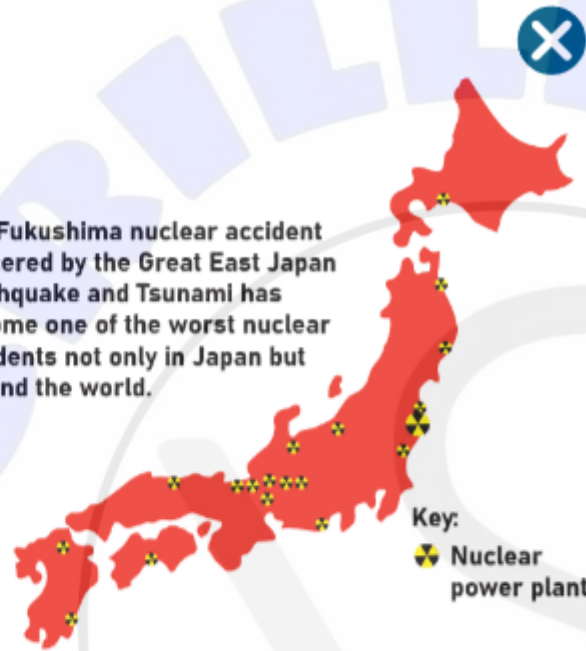 Fukushima nuclear accident
ered by the Great East Japan
hquake and Tsunami has
ome one of the worst nuclear
dents not only in Japan but
nd the world.
Key:
Nuclear
power plant